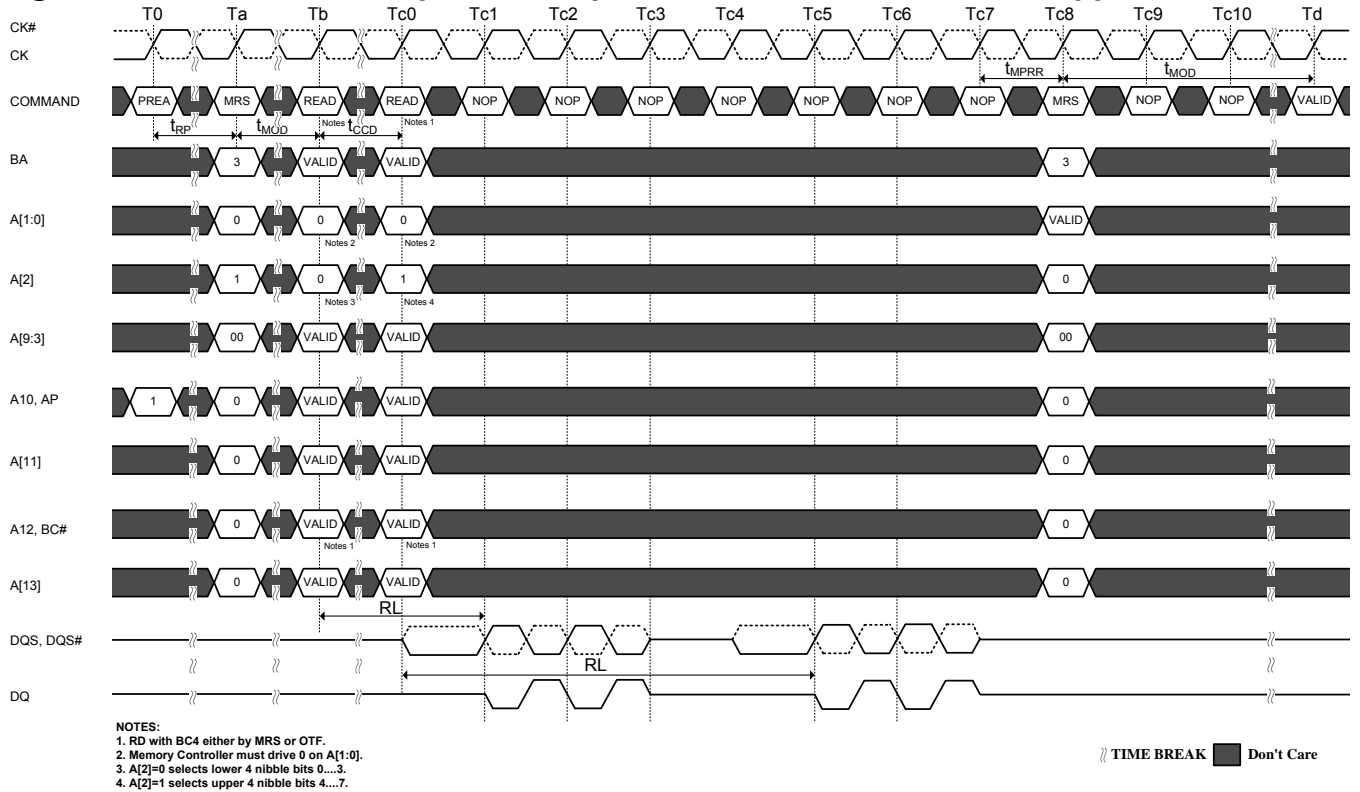 T0 Ta Tb Tc0 Tc1 Tc2 Tc3 Tc4 Tc5 Tc6 Tc7 Tc8 Tc9 Tc10 Td
CK#
CK
tMPRR tMOD
COMMAND PREA MRS READ READ NOP NOP NOP NOP NOP NOP NOP MRS NOP NOP VALID
Notes 1 Notes 1
tRP tMOD tCCD
BA 3 VALID VALID 3
A[1:0] 0 0 0 VALID
Notes 2 Notes 2
A[2] 1 0 1 0
Notes 3 Notes 4
A[9:3] 00 VALID VALID 00
A10, AP 1 0 VALID VALID 0
A[11] 0 VALID VALID 0
A12, BC# 0 VALID VALID 0
Notes 1 Notes 1
A[13] 0 VALID VALID 0
RL
DQS, DQS#
RL
DQ
NOTES:
1. RD with BC4 either by MRS or OTF.
2. Memory Controller must drive 0 on A[1:0].
3. A[2]=0 selects lower 4 nibble bits 0....3.
4. A[2]=1 selects upper 4 nibble bits 4....7.
TIME BREAK Don't Care